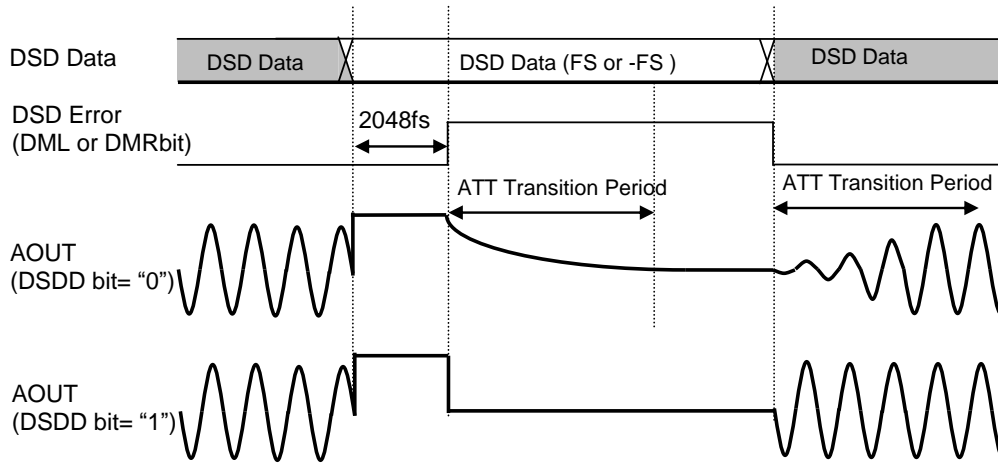 DSD Data
DSD Data
DSD Data (FS or -FS )
DSD Data
DSD Error
(DML or DMRbit)
2048fs
ATT Transition Period
ATT Transition Period
AOUT
(DSDD bit= “0”)
AOUT
(DSDD bit= “1”)